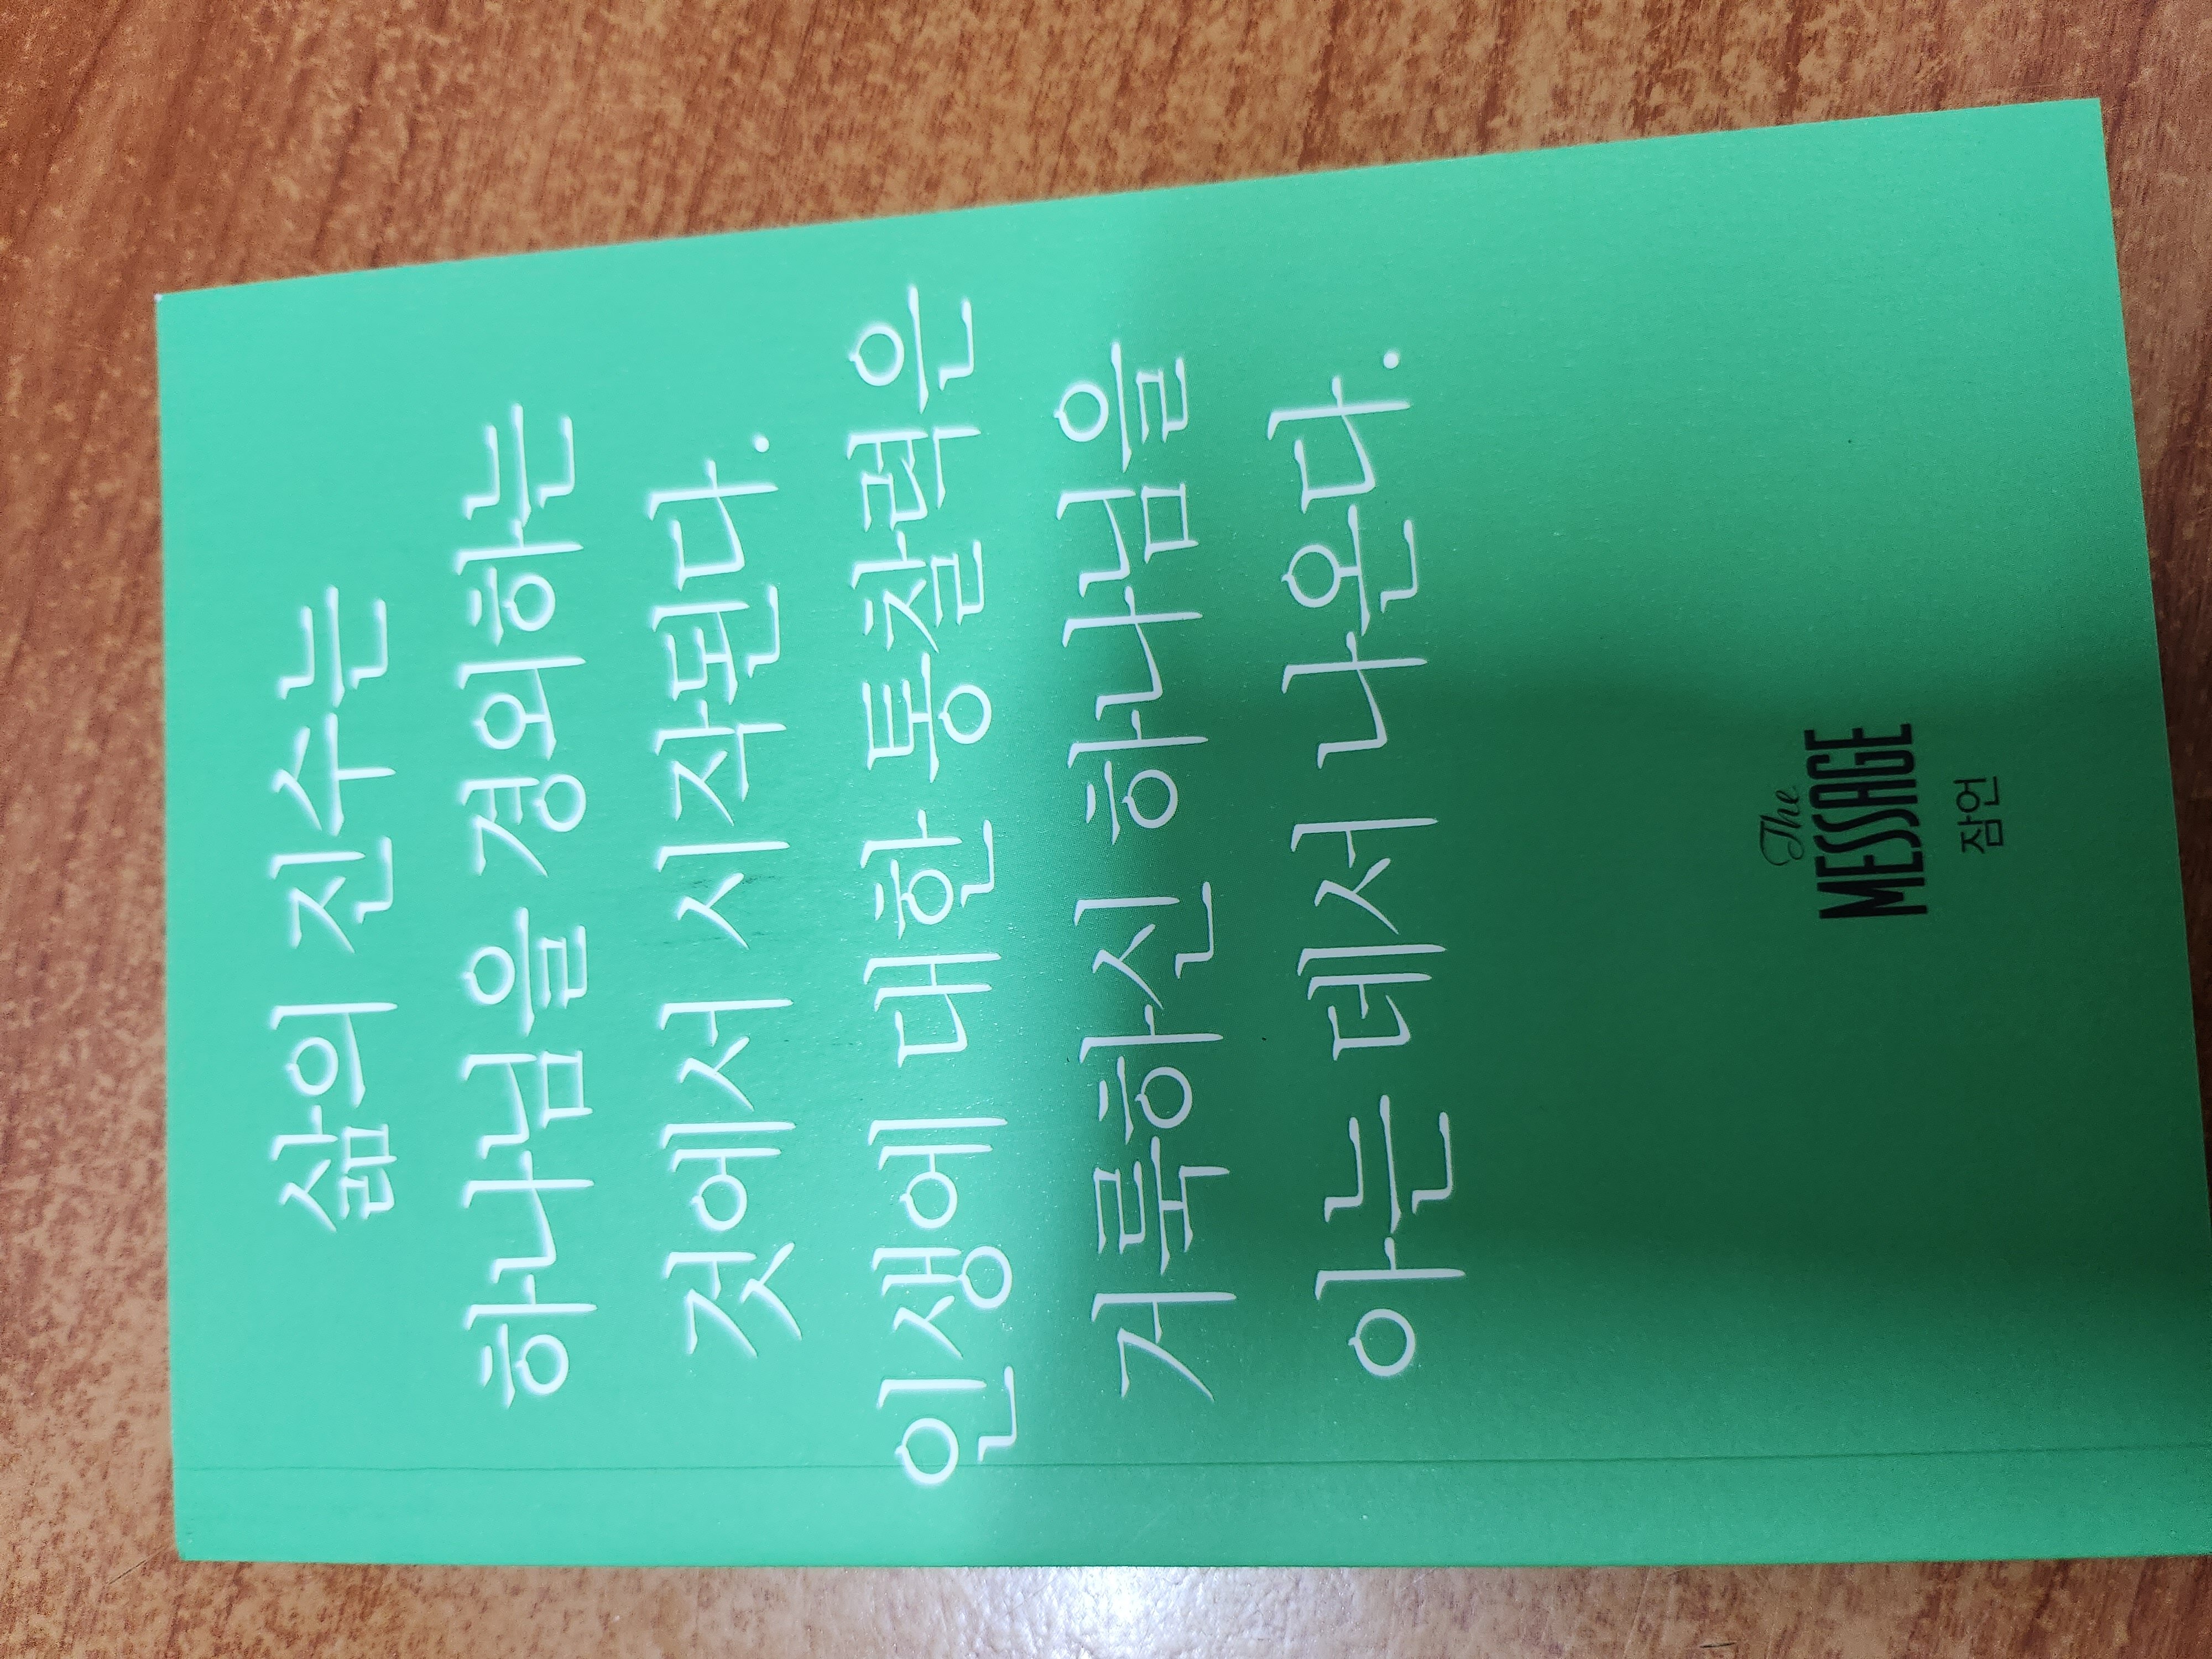 삶의 진수는
하나님을 경외하는
것에서 시작된다.
인생에 대한 통찰력은
거룩하신 하나님을
아는 데서 나온다.
The
MESSAGE
잠언